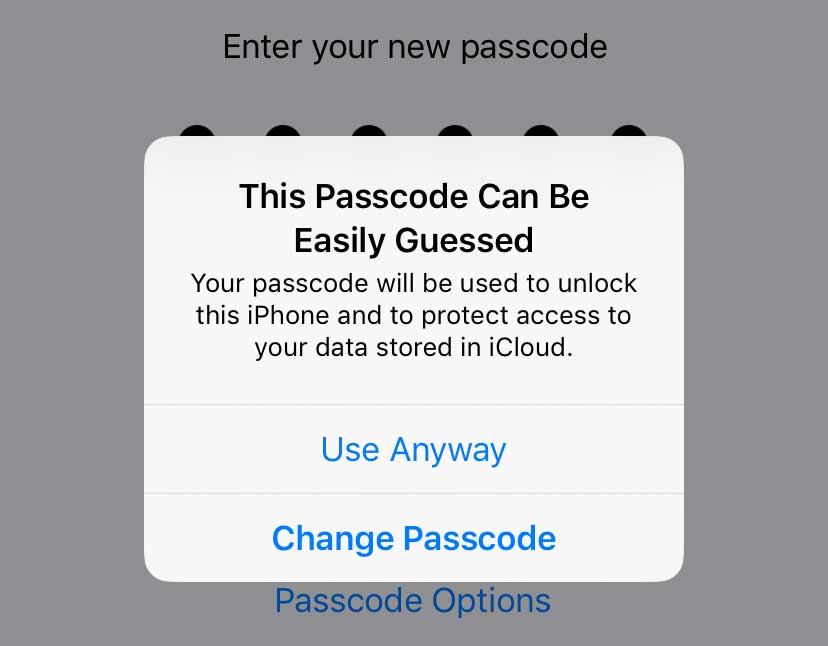 Enter your new passcode
This Passcode Can Be
Easily Guessed
Your passcode will be used to unlock
this iPhone and to protect access to
your data stored in iCloud.
Use Anyway
Change Passcode
Passcode Options